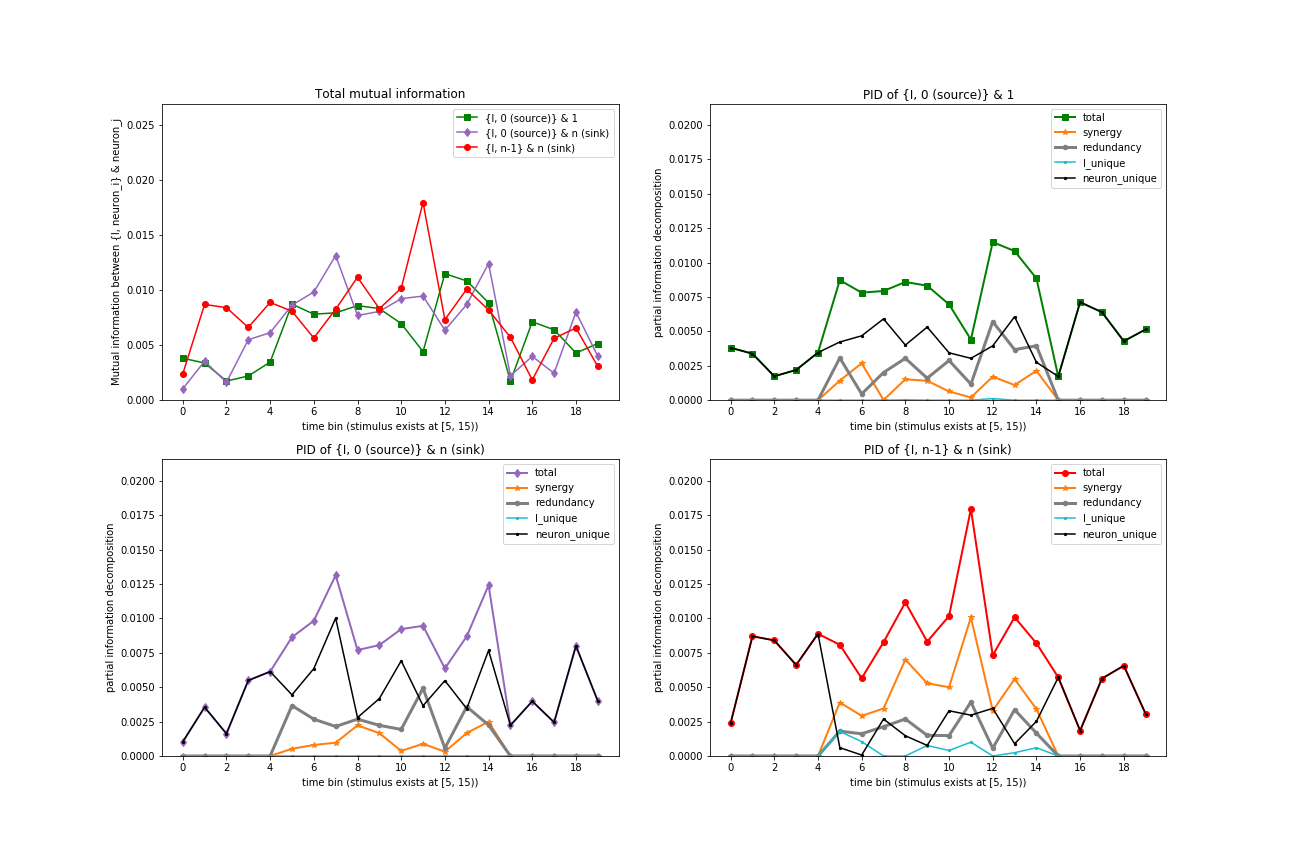 Total mutual information
Mutual information between {I, neuron_i} & neuron_j
0.025
0.020
0.015
0.010
0.005
0.000
{I, 0 (source)} & 1
{I, 0 (source)} & n (sink)
{I, n-1} & n (sink)
0 2 4 6 8 10 12 14 16 18
time bin (stimulus exists at [5, 15))
PID of {I, 0 (source)} & 1
partial information decomposition
0.0200
0.0175
0.0150
0.0125
0.0100
0.0075
0.0050
0.0025
0.0000
total
synergy
redundancy
I_unique
neuron_unique
0 2 4 6 8 10 12 14 16 18
time bin (stimulus exists at [5, 15))
PID of {I, 0 (source)} & n (sink)
partial information decomposition
0.0200
0.0175
0.0150
0.0125
0.0100
0.0075
0.0050
0.0025
0.0000
total
synergy
redundancy
I_unique
neuron_unique
0 2 4 6 8 10 12 14 16 18
time bin (stimulus exists at [5, 15))
PID of {I, n-1} & n (sink)
partial information decomposition
0.0200
0.0175
0.0150
0.0125
0.0100
0.0075
0.0050
0.0025
0.0000
total
synergy
redundancy
I_unique
neuron_unique
0 2 4 6 8 10 12 14 16 18
time bin (stimulus exists at [5, 15))